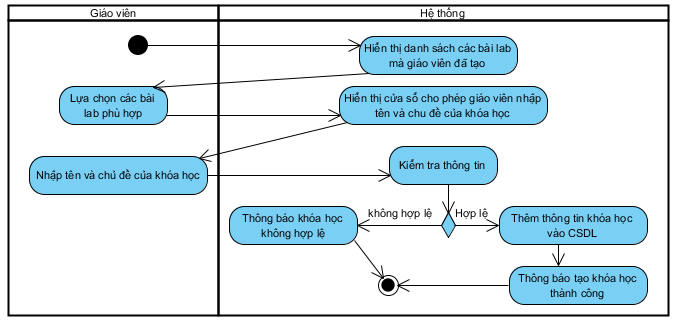 Giáo viên
Hệ thống
Hiển thị danh sách các bài lab
mà giáo viên đã tạo
Lựa chọn các bài
lab phù hợp
Hiển thị cửa sổ cho phép giáo viên nhập
tên và chủ đề của khóa học
Nhập tên và chủ đề của khóa học
Kiểm tra thông tin
không hợp lệ
Hợp lệ
Thông báo khóa học
không hợp lệ
Thêm thông tin khóa học
vào CSDL
Thông báo tạo khóa học
thành công